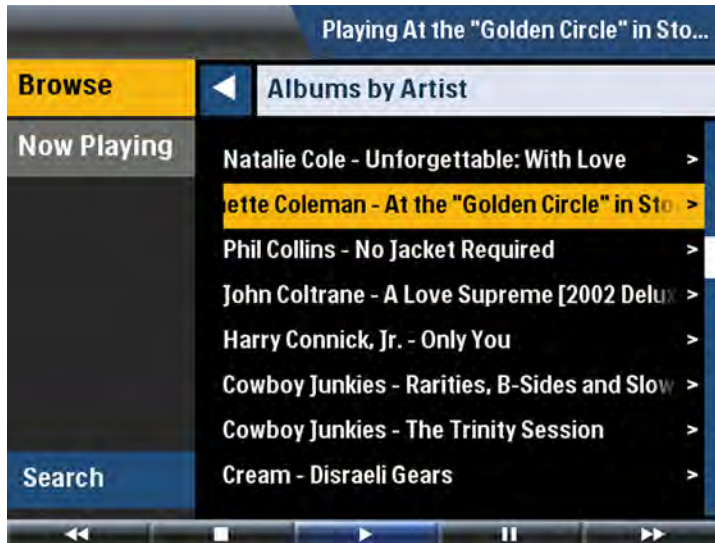 Playing At the "Golden Circle" in Sto...
Browse
Albums by Artist
Now Playing
Natalie Cole - Unforgettable: With Love >
ette Coleman - At the "Golden Circle" in Sto >
Phil Collins - No Jacket Required >
John Coltrane - A Love Supreme [2002 Delux >
Harry Connick, Jr. - Only You >
Cowboy Junkies - Rarities, B-Sides and Slow >
Cowboy Junkies - The Trinity Session >
Search
Cream - Disraeli Gears >